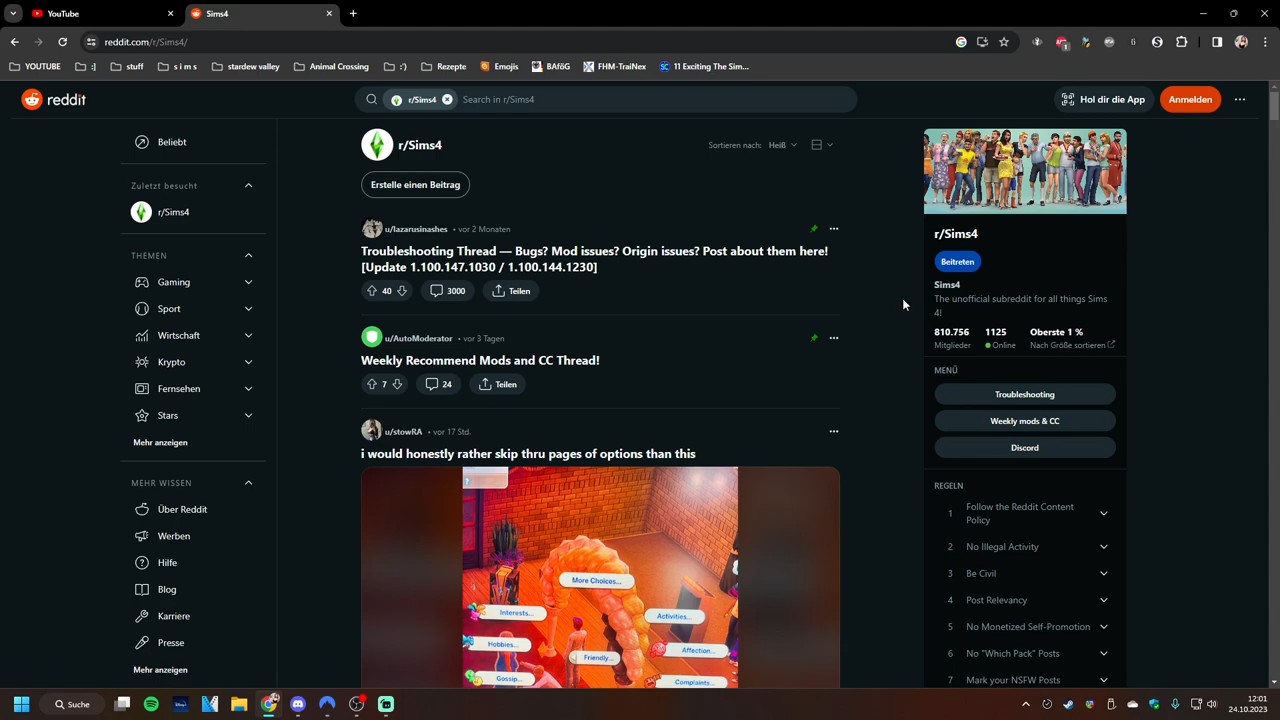 YouTube
Sims4
reddit.com/r/Sims4/
YOUTUBE
:]
stuff
s i m s
stardew valley
Animal Crossing
:')
Rezepte
Emojis
BAföG
FHM-TraiNex
11 Exciting The Sim...
reddit
r/Sims4
Search in r/Sims4
Hol dir die App
Anmelden
Beliebt
Zuletzt besucht
r/Sims4
THEMEN
Gaming
Sport
Wirtschaft
Krypto
Fernsehen
Stars
Mehr anzeigen
MEHR WISSEN
Über Reddit
Werben
Hilfe
Blog
Karriere
Presse
Mehr anzeigen
r/Sims4
Sortieren nach: Heiß
Erstelle einen Beitrag
u/lazarusinashes • vor 2 Monaten
Troubleshooting Thread — Bugs? Mod issues? Origin issues? Post about them here!
[Update 1.100.147.1030 / 1.100.144.1230]
40
3000
Teilen
u/AutoModerator • vor 3 Tagen
Weekly Recommend Mods and CC Thread!
7
24
Teilen
u/stowRA • vor 17 Std.
i would honestly rather skip thru pages of options than this
?
More Choices...
Interests...
Activities...
Hobbies...
Affection...
Friendly...
Gossip...
Complaints...
r/Sims4
Beitreten
Sims4
The unofficial subreddit for all things Sims
4!
810.756 1125 Oberste 1 %
Mitglieder Online Nach Größe sortieren
MENÜ
Troubleshooting
Weekly mods & CC
Discord
REGELN
1 Follow the Reddit Content
Policy
2 No Illegal Activity
3 Be Civil
4 Post Relevancy
5 No Monetized Self-Promotion
6 No "Which Pack" Posts
7 Mark your NSFW Posts
Suche
12:01
24.10.2023